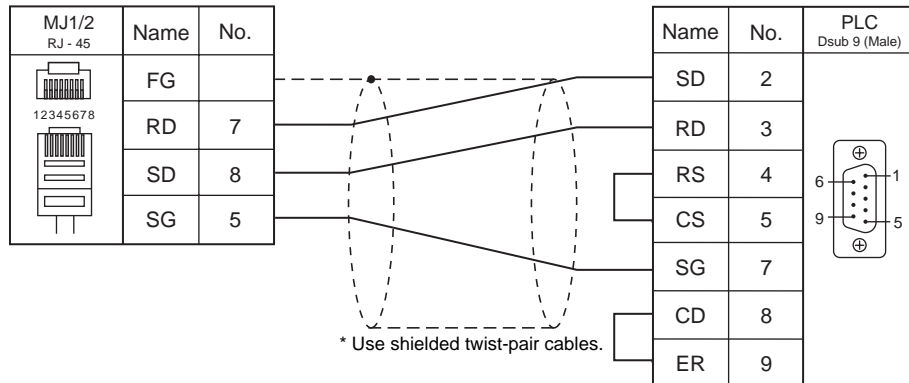 MJ1/2
RJ - 45
Name No.
12345678
FG
RD 7
SD 8
SG 5
* Use shielded twist-pair cables.
Name No.
PLC
Dsub 9 (Male)
SD 2
RD 3
RS 4
CS 5
SG 7
CD 8
ER 9
6 1
9 5